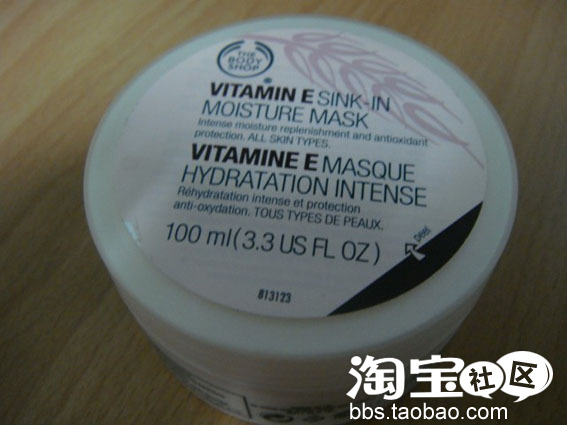 THE
BODY
SHOP
®
VITAMIN E SINK-IN
MOISTURE MASK
Intense moisture replenishment and antioxidant
protection. ALL SKIN TYPES.
VITAMINE E MASQUE
HYDRATATION INTENSE
Réhydratation intense et protection
anti-oxydation. TOUS TYPES DE PEAUX.
100 ml (3.3 US FL OZ)
peel
813123
淘宝社区
bbs.taobao.com